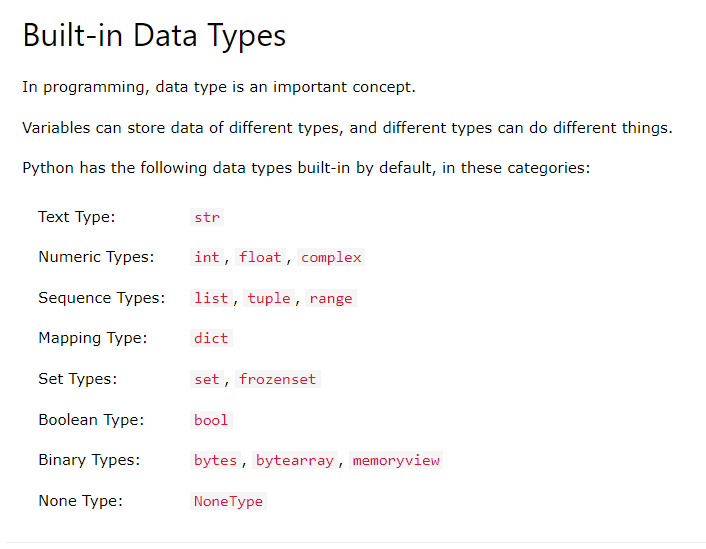 Built-in Data Types
In programming, data type is an important concept.
Variables can store data of different types, and different types can do different things.
Python has the following data types built-in by default, in these categories:
Text Type: str
Numeric Types: int, float, complex
Sequence Types: list, tuple, range
Mapping Type: dict
Set Types: set, frozenset
Boolean Type: bool
Binary Types: bytes, bytearray, memoryview
None Type: NoneType